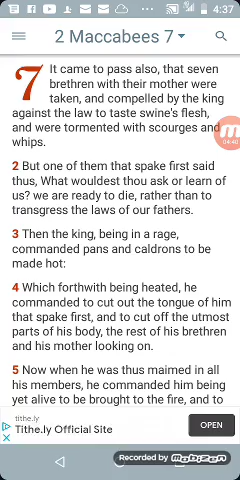 4:37
2 Maccabees 7
7 It came to pass also, that seven
brethren with their mother were
taken, and compelled by the king
against the law to taste swine's flesh,
and were tormented with scourges and
whips.
04:40
2 But one of them that spake first said
thus, What wouldest thou ask or learn of
us? we are ready to die, rather than to
transgress the laws of our fathers.
3 Then the king, being in a rage,
commanded pans and caldrons to be
made hot:
4 Which forthwith being heated, he
commanded to cut out the tongue of him
that spake first, and to cut off the utmost
parts of his body, the rest of his brethren
and his mother looking on.
5 Now when he was thus maimed in all
his members, he commanded him being
yet alive to be brought to the fire, and to
tithe.ly
Tithe.ly Official Site
OPEN
Recorded by mobizen